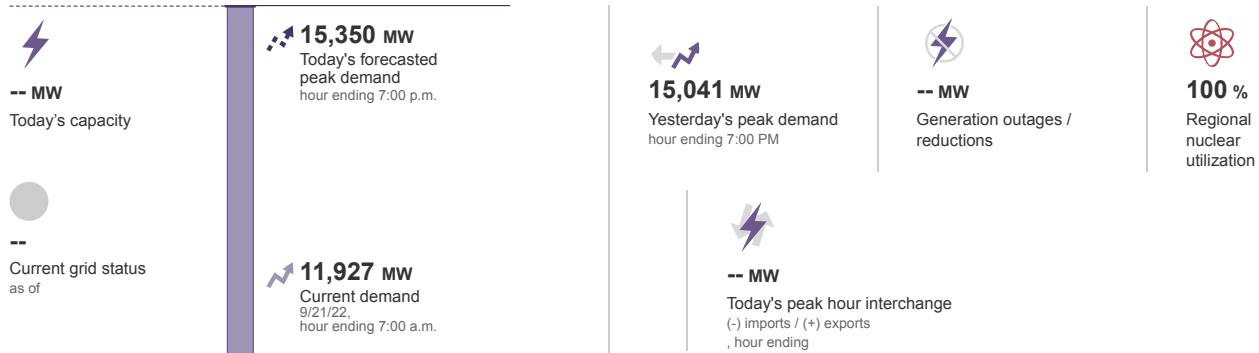 -- MW
Today's capacity
--
Current grid status
as of
15,350 MW
Today's forecasted
peak demand
hour ending 7:00 p.m.
11,927 MW
Current demand
9/21/22,
hour ending 7:00 a.m.
15,041 MW
Yesterday's peak demand
hour ending 7:00 PM
-- MW
Generation outages /
reductions
100 %
Regional
nuclear
utilization
-- MW
Today's peak hour interchange
(-) imports / (+) exports
, hour ending